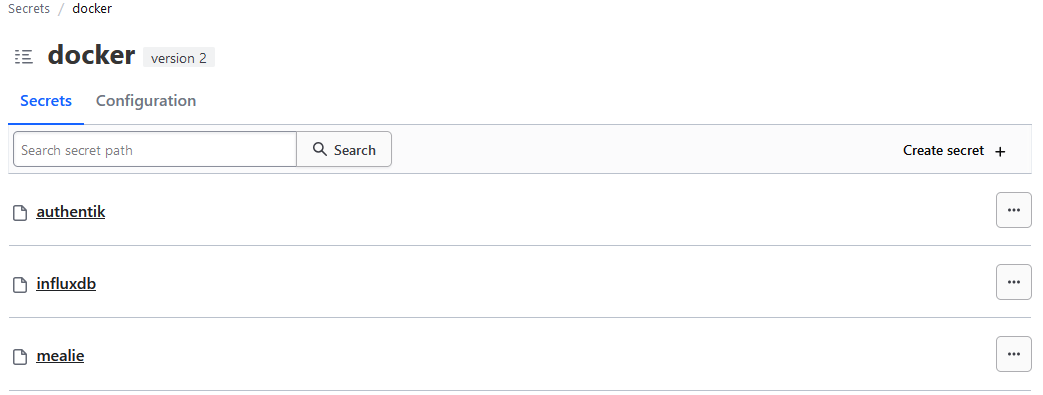 Secrets / docker
docker version 2
Secrets Configuration
Search secret path Search Create secret +
authentik
influxdb
mealie